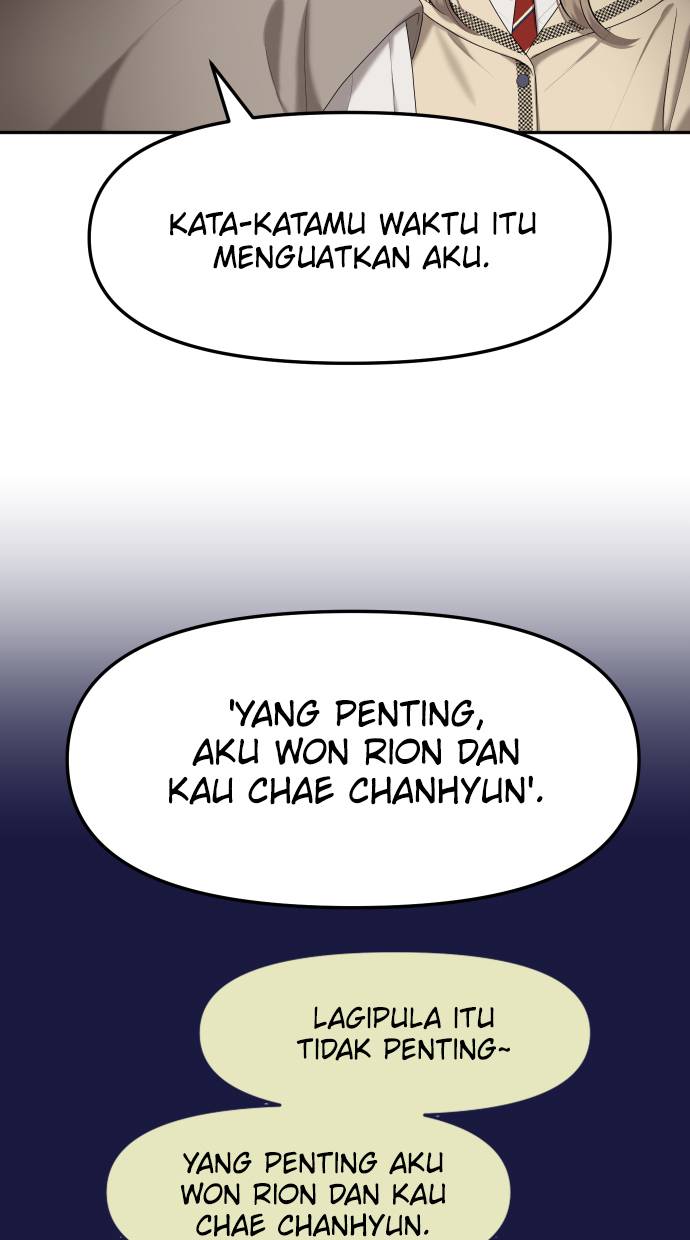 KATA-KATAMU WAKTU ITU
MENGUATKAN AKU.
'YANG PENTING,
AKU WON RION DAN
KAU CHAE CHANHYUN'.
LAGIPULA ITU
TIDAK PENTING~
YANG PENTING AKU
WON RION DAN KAU
CHAE CHANHYUN.